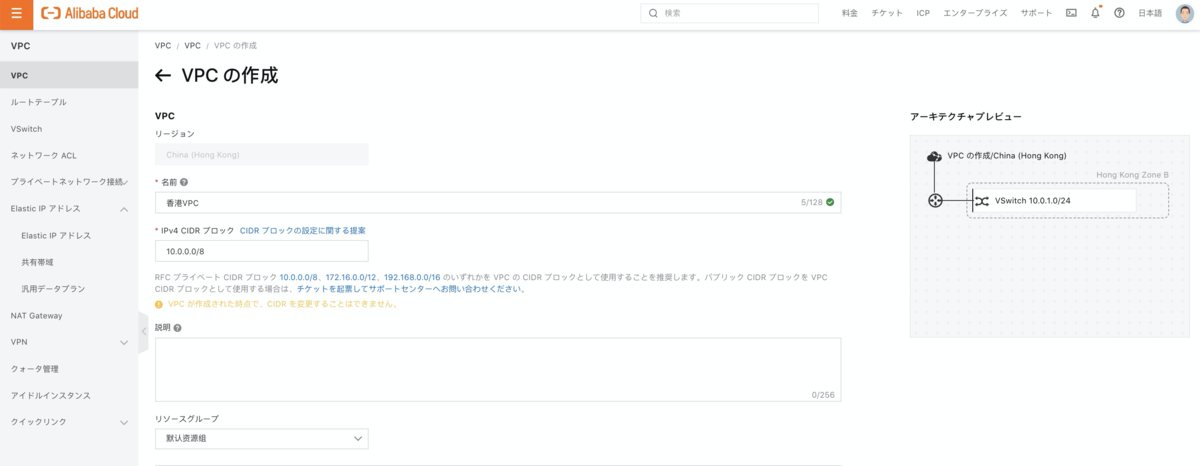 Alibaba Cloud
検索
料金 チケット ICP エンタープライズ サポート 日本語
VPC
VPC
ルートテーブル
VSwitch
ネットワーク ACL
プライベートネットワーク接続
Elastic IP アドレス
Elastic IP アドレス
共有帯域
汎用データプラン
NAT Gateway
VPN
クォータ管理
アイドルインスタンス
クイックリンク
VPC / VPC / VPC の作成
← VPC の作成
VPC
リージョン
China (Hong Kong)
* 名前
香港VPC 5/128
* IPv4 CIDR ブロック CIDR ブロックの設定に関する提案
10.0.0.0/8
RFC プライベート CIDR ブロック 10.0.0.0/8、172.16.0.0/12、192.168.0.0/16 のいずれかを VPC の CIDR ブロックとして使用することを推奨します。パブリック CIDR ブロックを VPC
CIDR ブロックとして使用する場合は、チケットを起票してサポートセンターへお問い合わせください。
VPC が作成された時点で、CIDR を変更することはできません。
説明
0/256
リソースグループ
默认资源组
アーキテクチャプレビュー
VPC の作成/China (Hong Kong)
Hong Kong Zone B
VSwitch 10.0.1.0/24